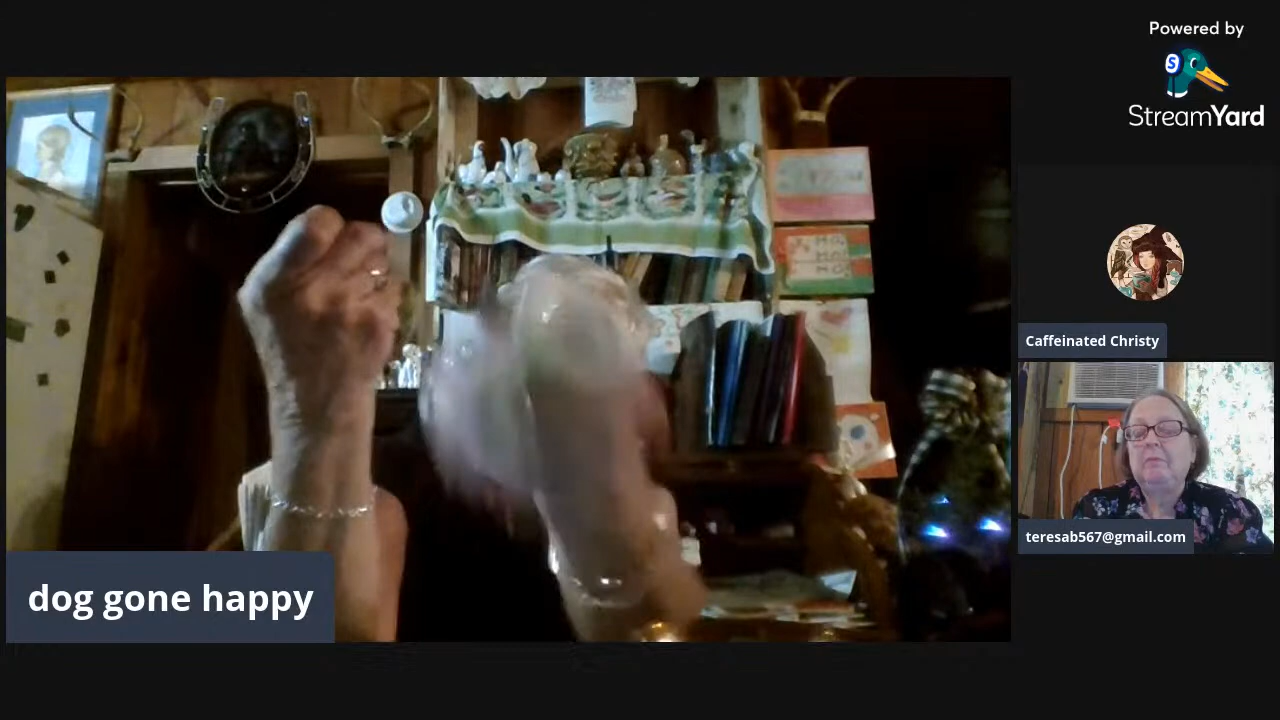 Powered by
StreamYard
Caffeinated Christy
teresab567@gmail.com
dog gone happy